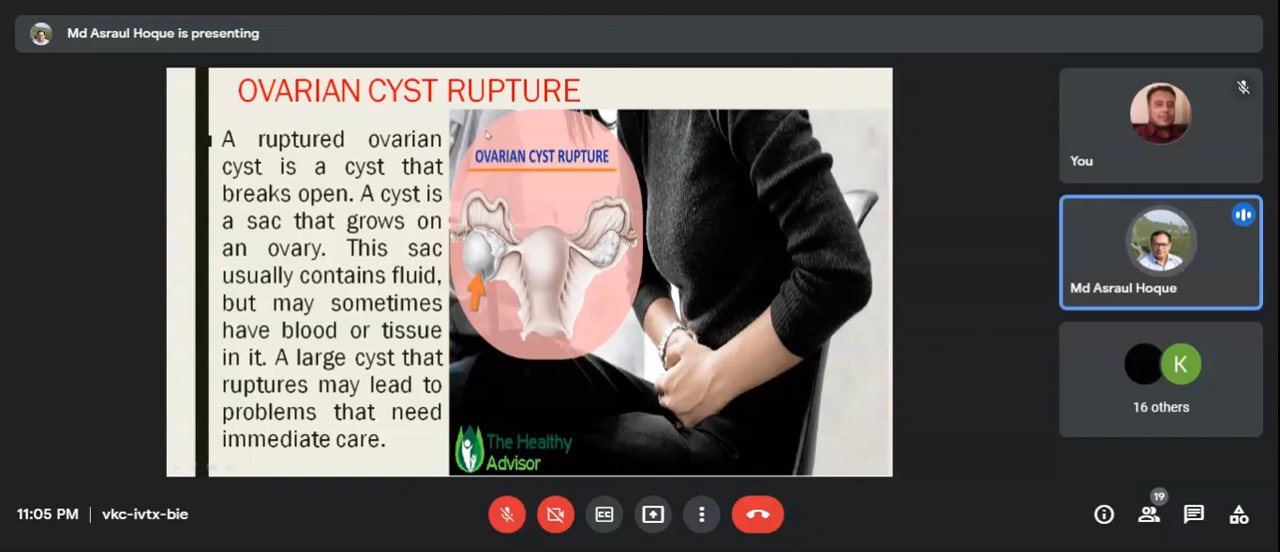 Md Asraul Hoque is presenting
OVARIAN CYST RUPTURE
A ruptured ovarian
cyst is a cyst that
breaks open. A cyst is
a sac that grows on
an ovary. This sac
usually contains fluid,
but may sometimes
have blood or tissue
in it. A large cyst that
ruptures may lead to
problems that need
immediate care.
OVARIAN CYST RUPTURE
The Healthy
Advisor
You
Md Asraul Hoque
K
16 others
11:05 PM | vkc-ivtx-bie
CC
19